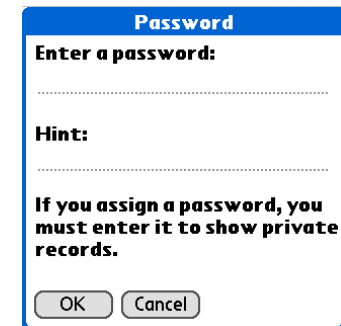 Password
Enter a password:
Hint:
If you assign a password, you
must enter it to show private
records.
OK Cancel